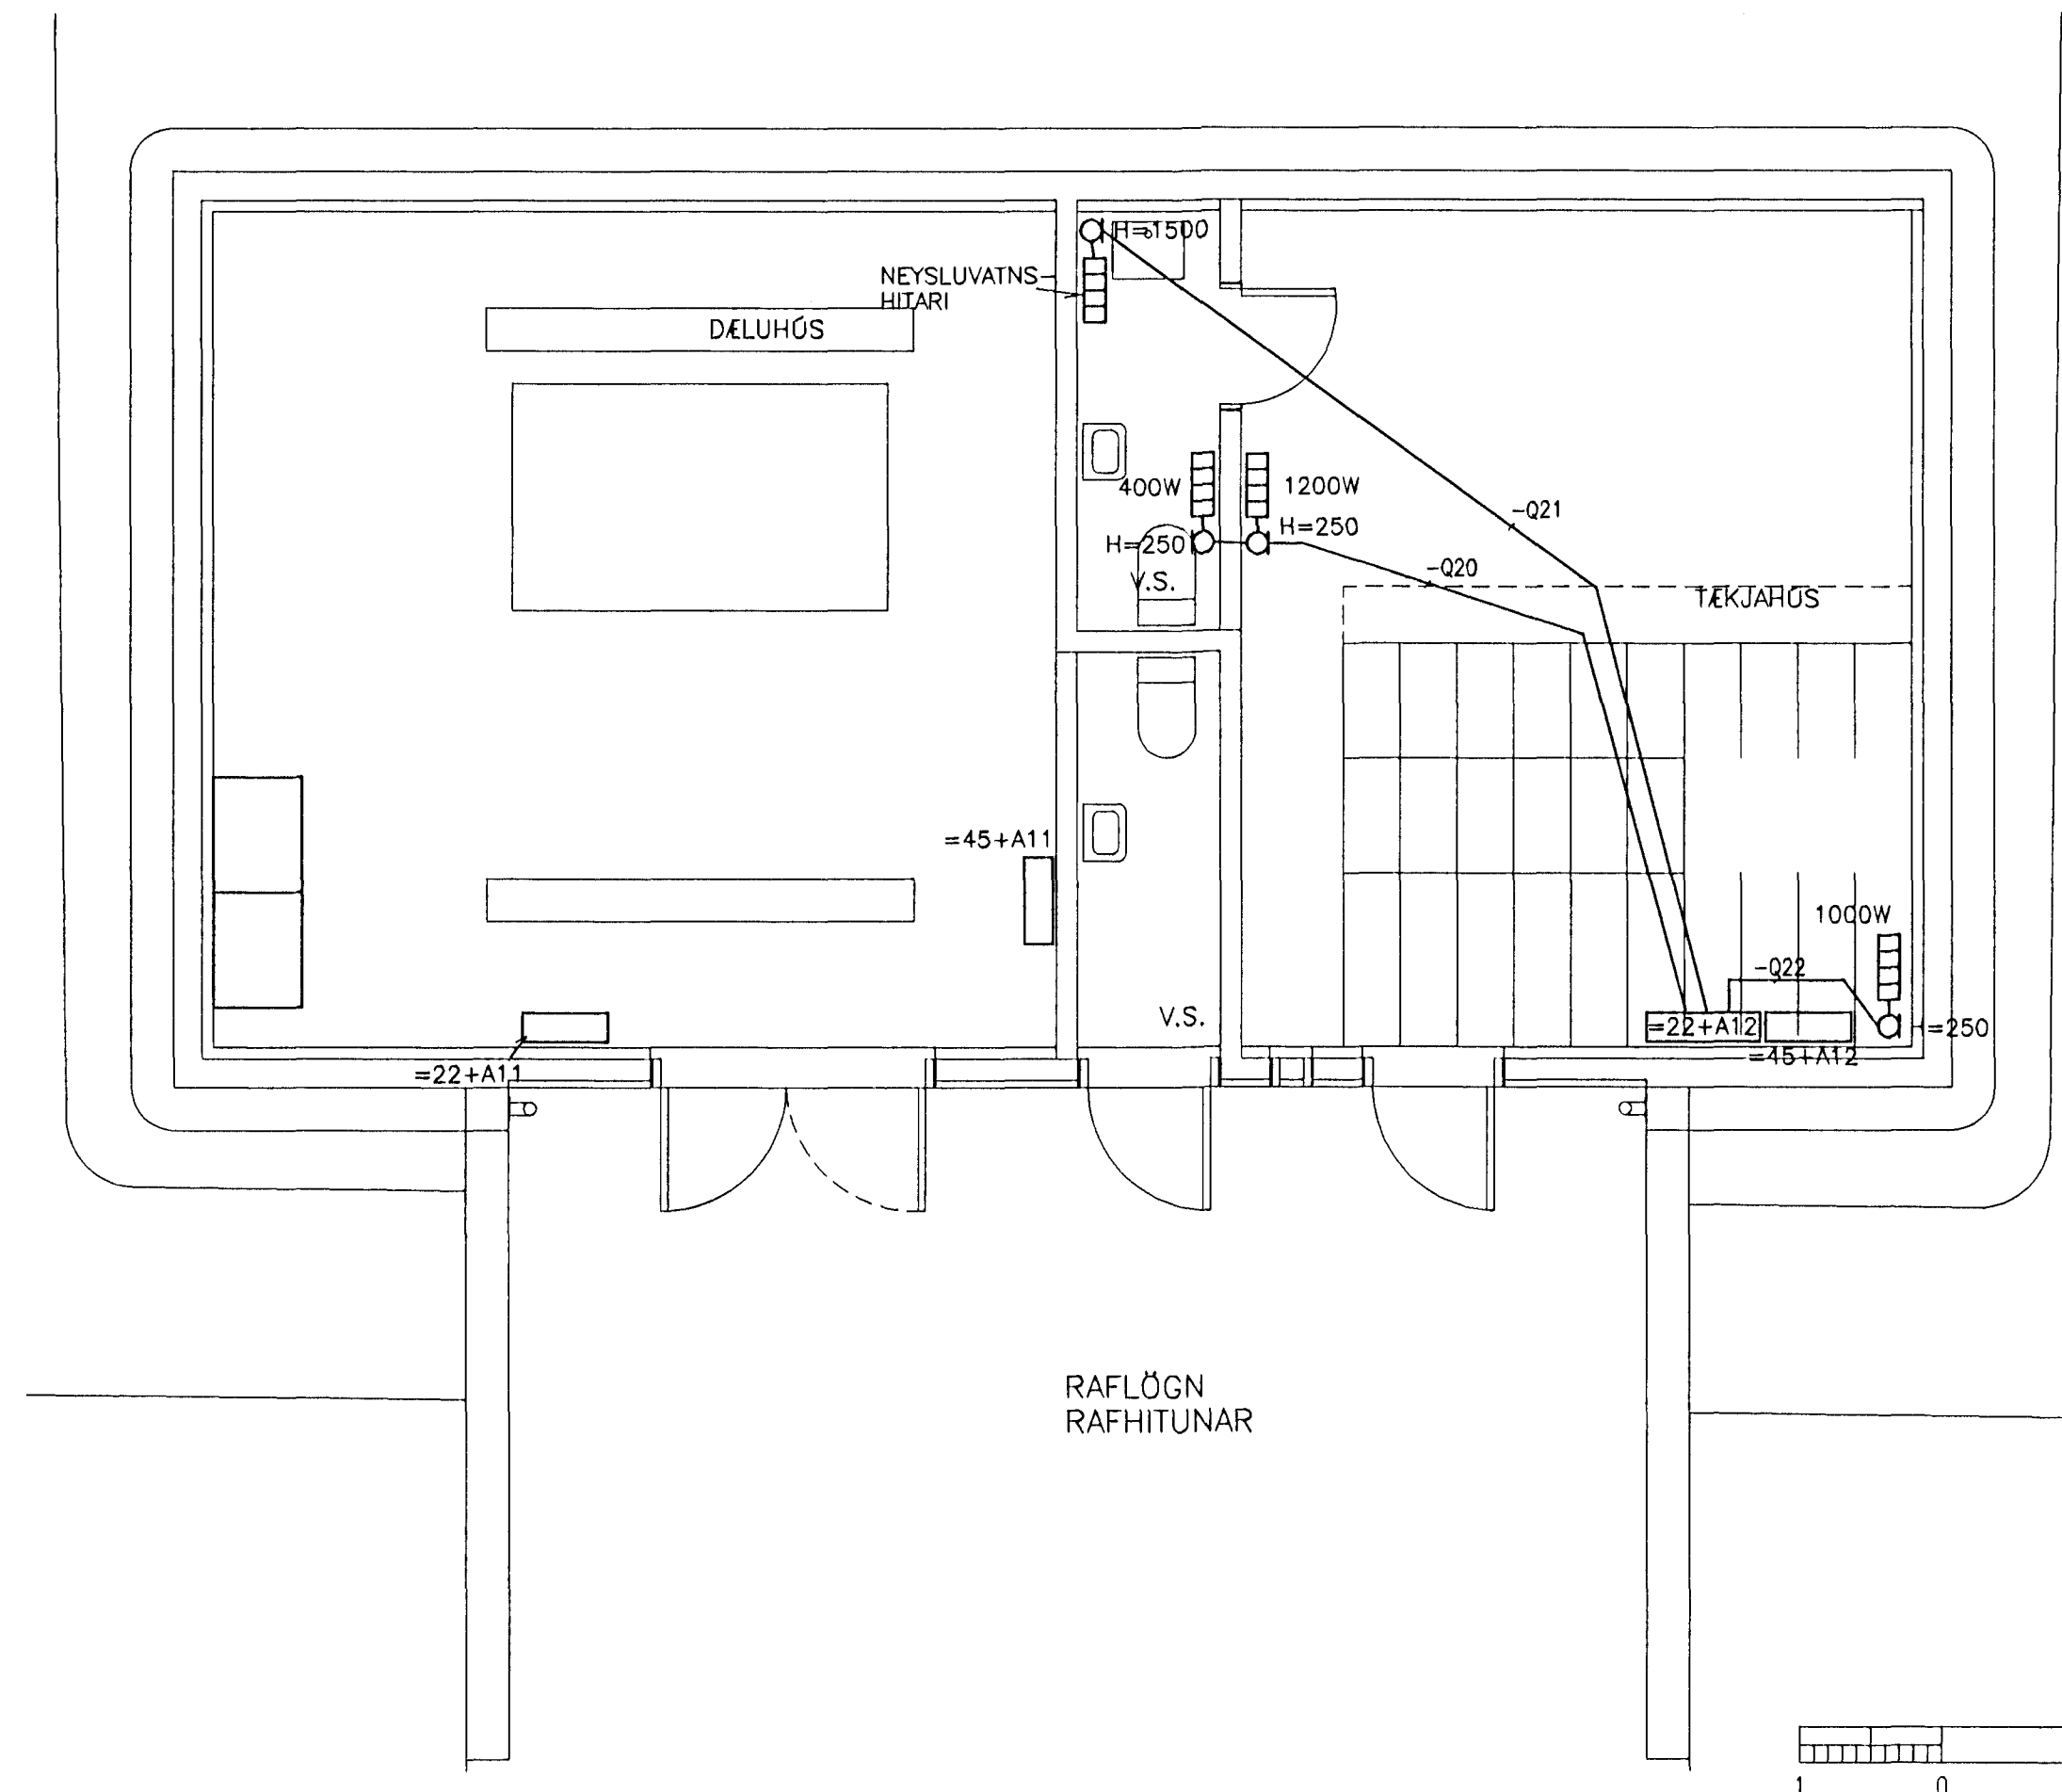 H=1500
NEYSLUVATNS
HITARI
DÆLUHÚS
400W
1200W
H=250
H=250
-Q21
-Q20
V.S.
TÆKJAHÚS
=45+A11
1000W
-Q22
V.S.
=22+A12
=250
=45+A12
=22+A11
RAFLÖGN
RAFHITUNAR
1 0